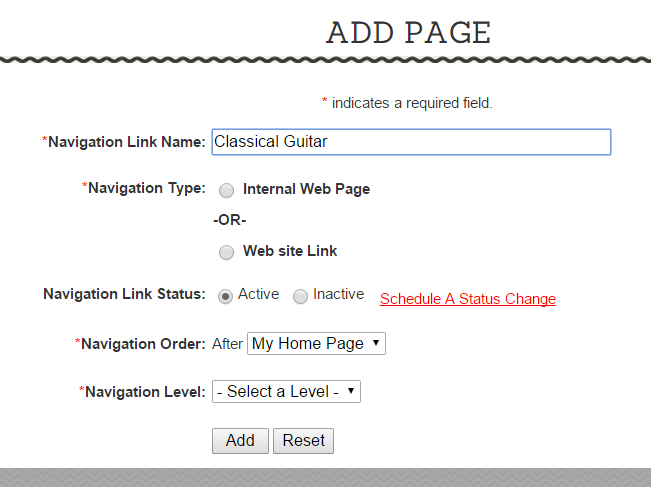 ADD PAGE
* indicates a required field.
*Navigation Link Name: Classical Guitar
*Navigation Type: Internal Web Page
-OR-
Web site Link
Navigation Link Status: Active Inactive Schedule A Status Change
*Navigation Order: After My Home Page
*Navigation Level: - Select a Level -
Add Reset